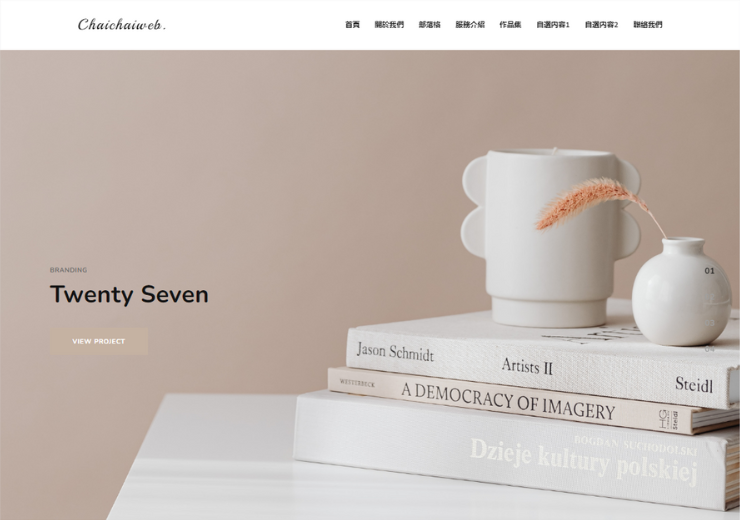 Chaichaiweb.
首頁 關於我們 部落格 服務介紹 作品集 自選內容1 自選內容2 聯絡我們
BRANDING
Twenty Seven
VIEW PROJECT
01
Jason Schmidt Artists II Steidl
A DEMOCRACY OF IMAGERY Steidl
BOGDAN SUCHODOLSKI
Dzieje kultury polskiej